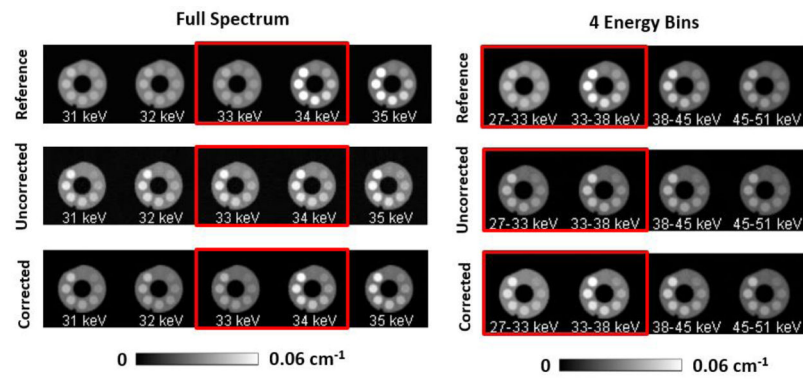 Full Spectrum
4 Energy Bins
Reference
31 keV 32 keV 33 keV 34 keV 35 keV
Reference
27-33 keV 33-38 keV 38-45 keV 45-51 keV
Uncorrected
31 keV 32 keV 33 keV 34 keV 35 keV
Uncorrected
27-33 keV 33-38 keV 38-45 keV 45-51 keV
Corrected
31 keV 32 keV 33 keV 34 keV 35 keV
Corrected
27-33 keV 33-38 keV 38-45 keV 45-51 keV
0 0.06 cm⁻¹
0 0.06 cm⁻¹